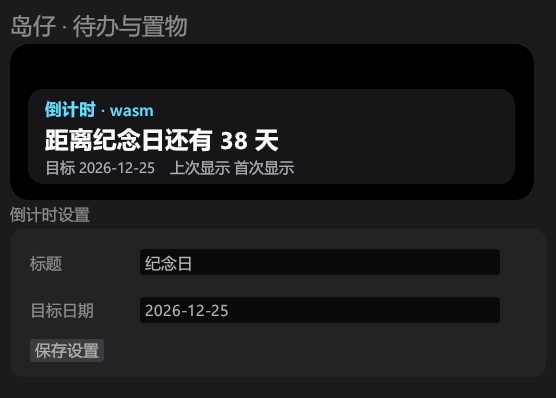 岛仔 · 待办与置物
倒计时 · wasm
距离纪念日还有 38 天
目标 2026-12-25 上次显示 首次显示
倒计时设置
标题 纪念日
目标日期 2026-12-25
保存设置